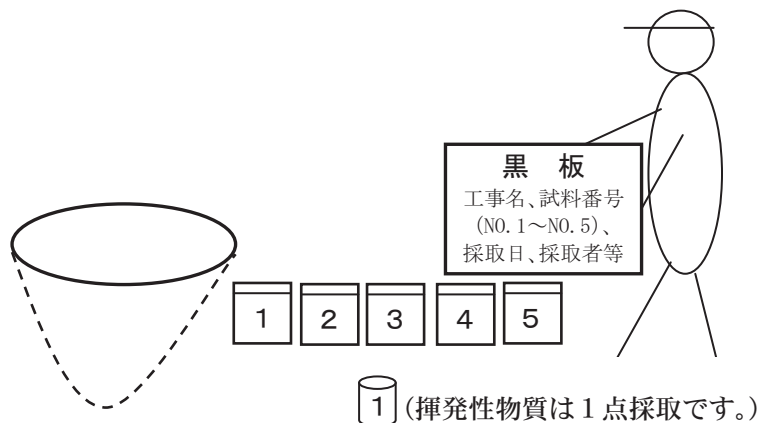 黒　板
工事名、試料番号
(NO.1～NO.5)、
採取日、採取者等
1 2 3 4 5
1 (揮発性物質は１点採取です。)